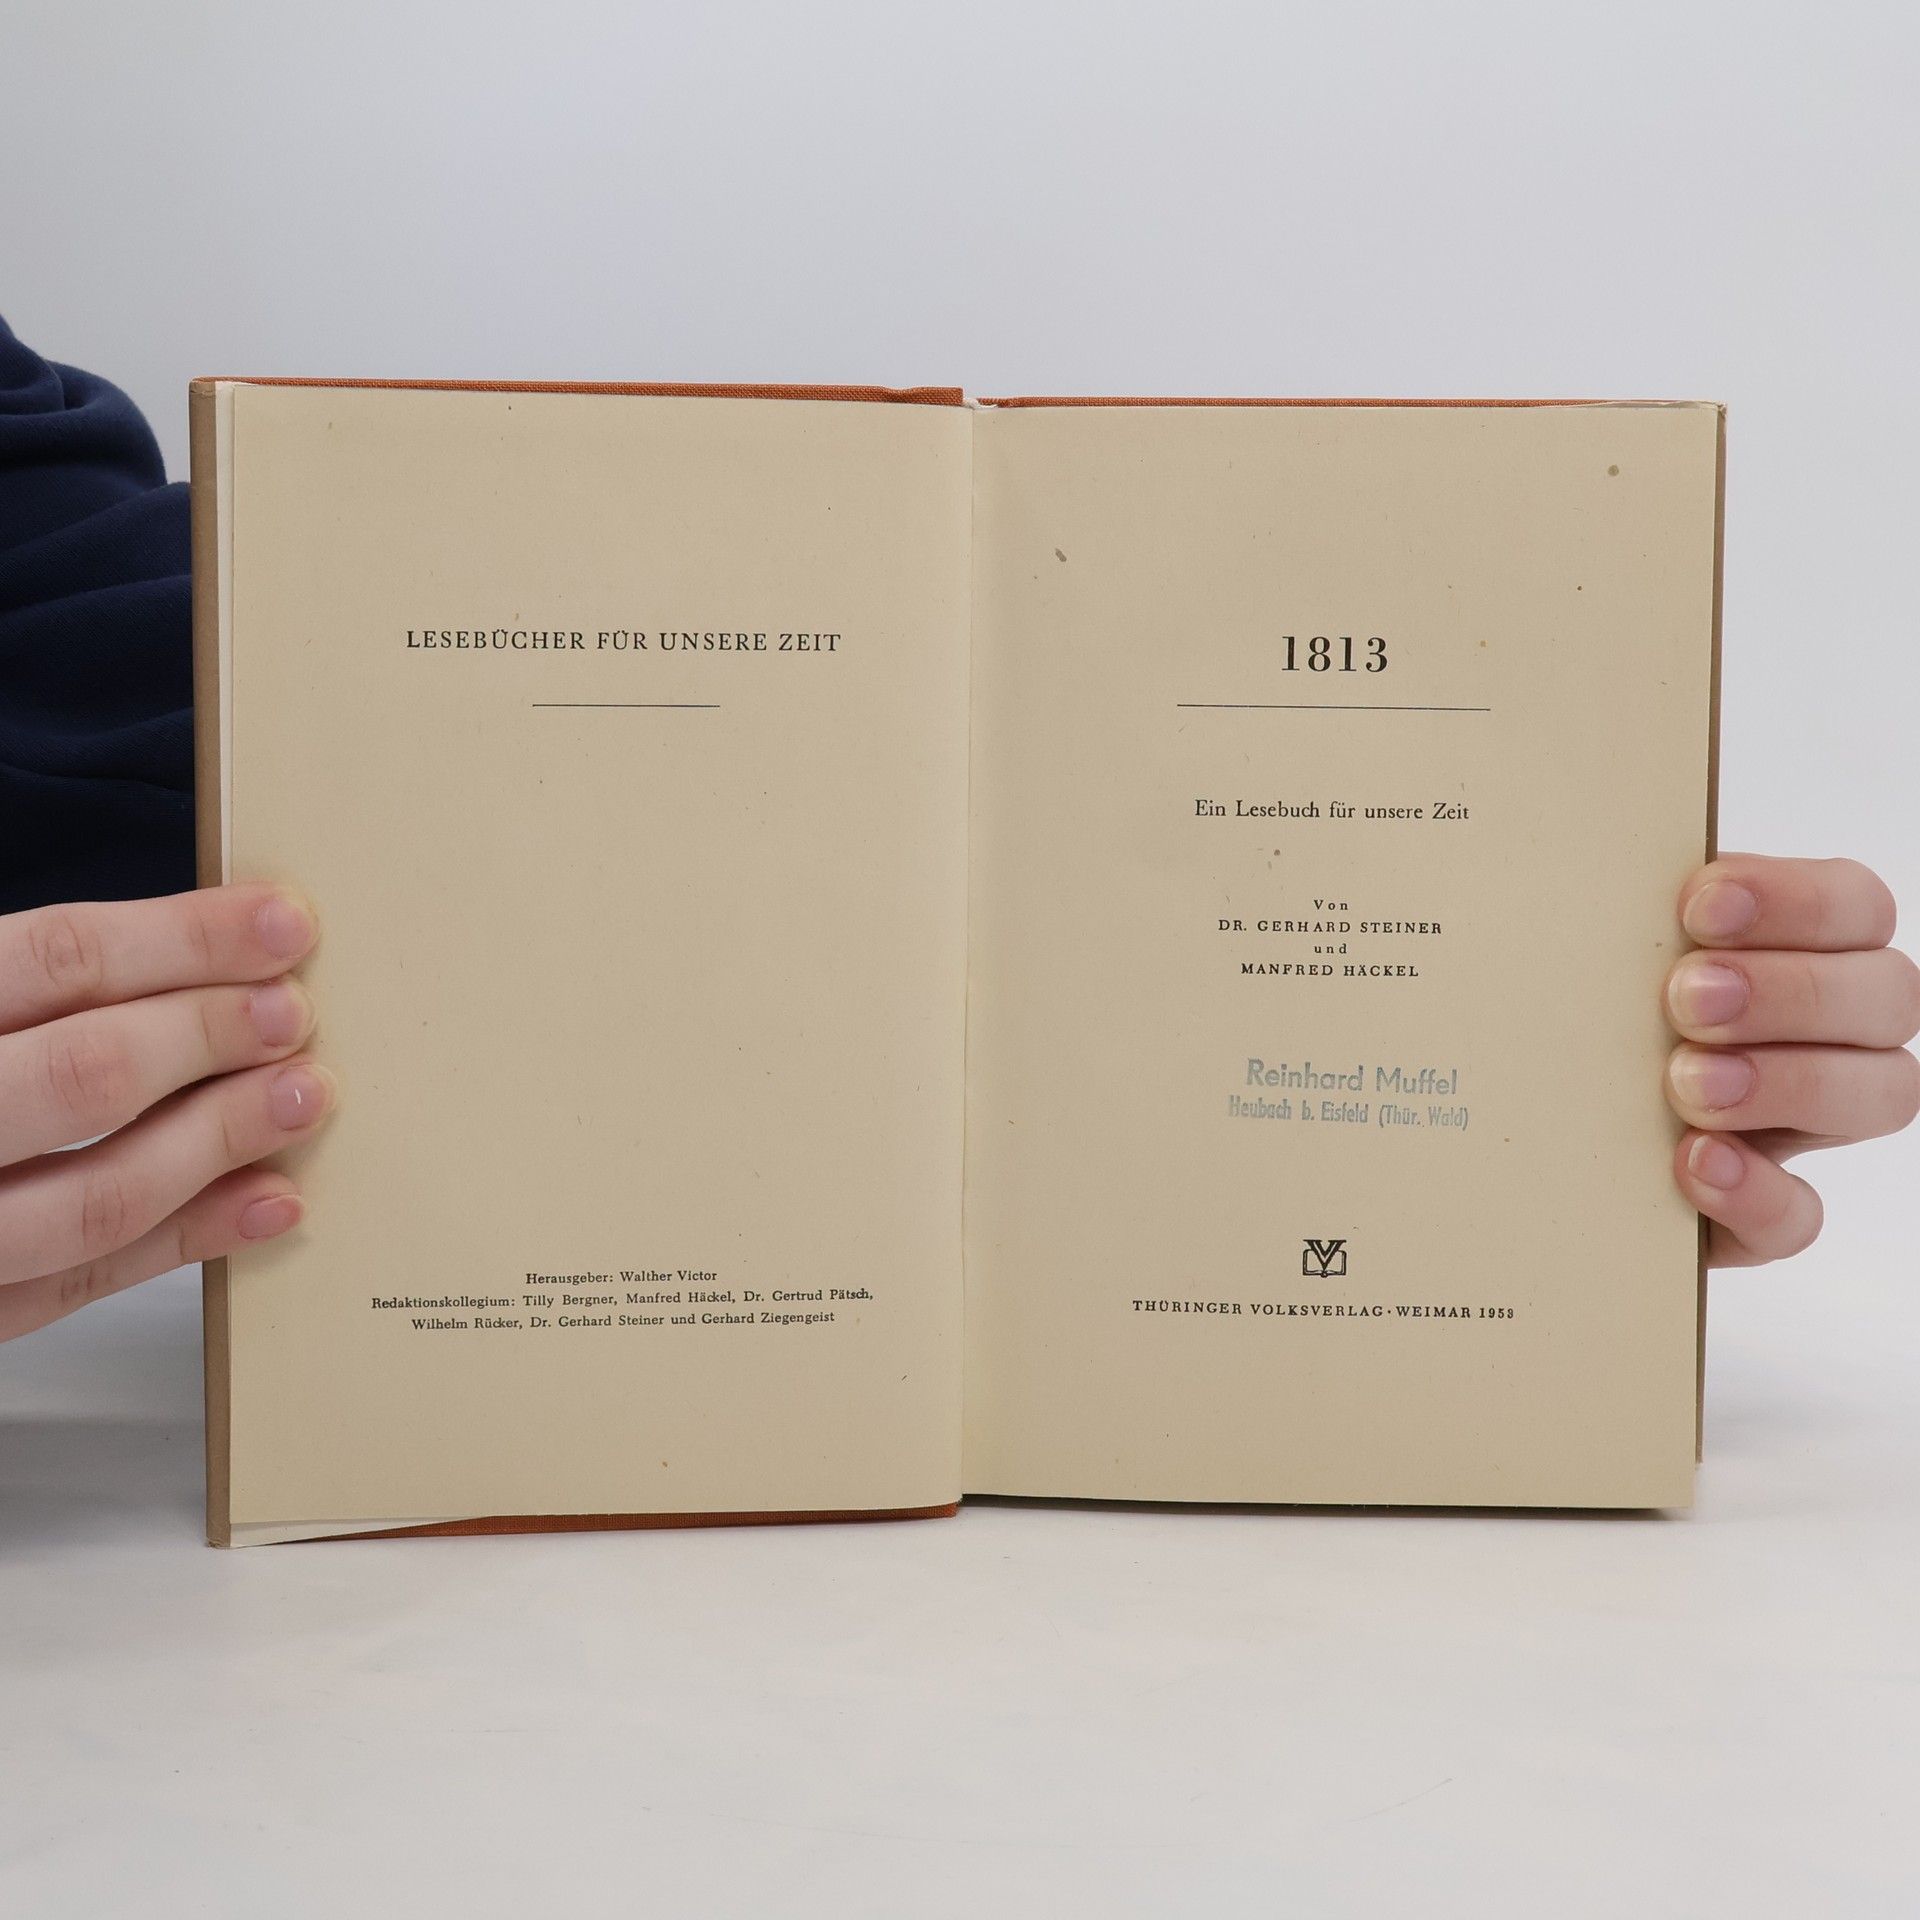 LESEBÜCHER FÜR UNSERE ZEIT
Herausgeber: Walther Victor
Redaktionskollegium: Tilly Bergner, Manfred Häckel, Dr. Gertrud Pätsch,
Wilhelm Rücker, Dr. Gerhard Steiner und Gerhard Ziegengeist
1813
Ein Lesebuch für unsere Zeit
Von
DR. GERHARD STEINER
und
MANFRED HÄCKEL
Reinhard Muffel
Heubach b. Eisfeld (Thür. Wald)
V
THÜRINGER VOLKSVERLAG · WEIMAR 1953